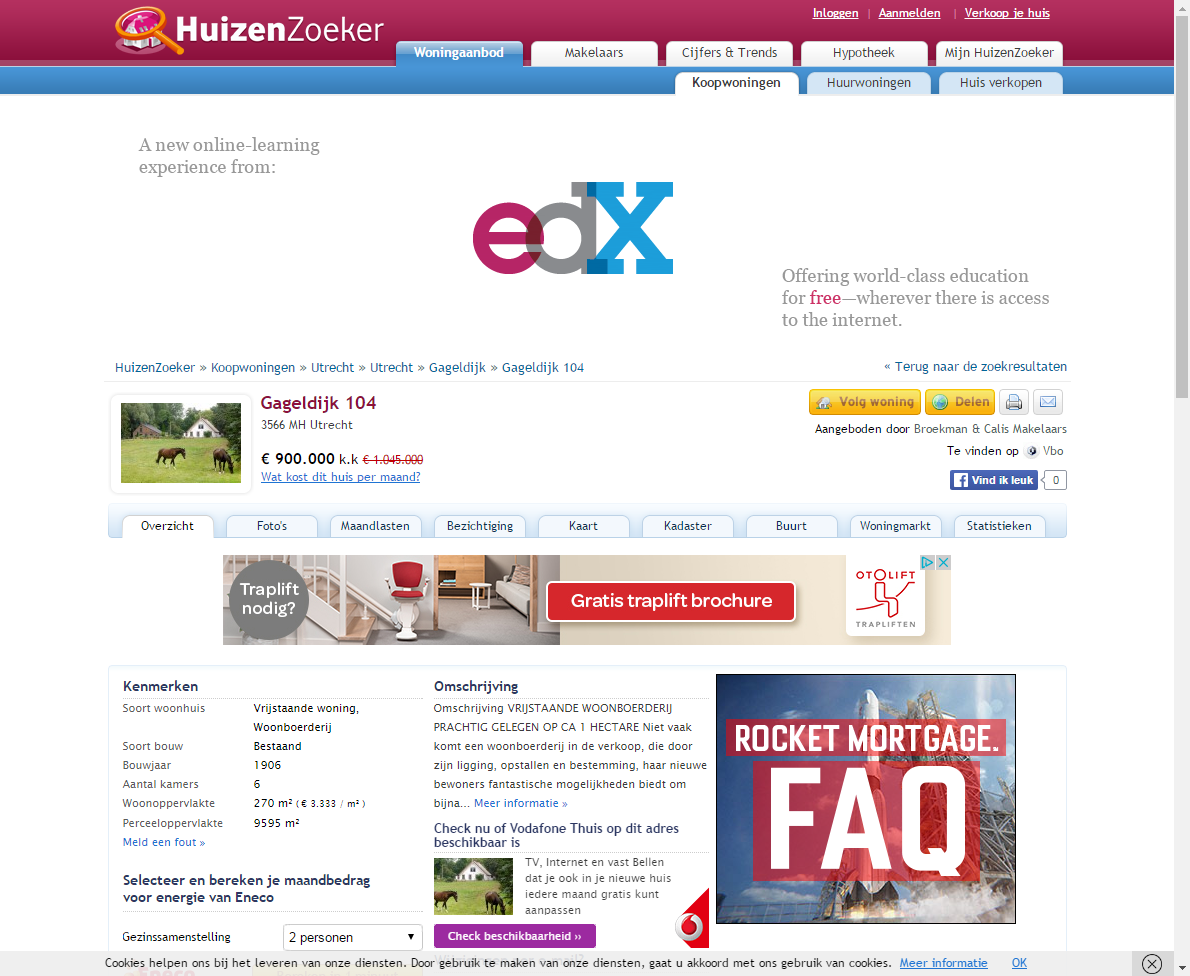 Inloggen | Aanmelden | Verkoop je huis
HuizenZoeker
Woningaanbod Makelaars Cijfers & Trends Hypotheek Mijn HuizenZoeker
Koopwoningen Huurwoningen Huis verkopen
A new online-learning
experience from:
edX
Offering world-class education
for free—wherever there is access
to the internet.
HuizenZoeker » Koopwoningen » Utrecht » Utrecht » Gageldijk » Gageldijk 104
« Terug naar de zoekresultaten
Gageldijk 104
3566 MH Utrecht
€ 900.000 k.k € 1.045.000
Wat kost dit huis per maand?
Volg woning Delen
Aangeboden door Broekman & Calis Makelaars
Te vinden op Vbo
Vind ik leuk 0
Overzicht Foto's Maandlasten Bezichtiging Kaart Kadaster Buurt Woningmarkt Statistieken
Traplift
nodig?
Gratis traplift brochure
OTOLIFT
TRAPLIFTEN
Kenmerken
Soort woonhuis Vrijstaande woning,
Woonboerderij
Soort bouw Bestaand
Bouwjaar 1906
Aantal kamers 6
Woonoppervlakte 270 m² ( € 3.333 / m² )
Perceeloppervlakte 9595 m²
Meld een fout »
Selecteer en bereken je maandbedrag
voor energie van Eneco
Gezinssamenstelling 2 personen
Omschrijving
Omschrijving VRIJSTAANDE WOONBOERDERIJ
PRACHTIG GELEGEN OP CA 1 HECTARE Niet vaak
komt een woonboerderij in de verkoop, die door
zijn ligging, opstallen en bestemming, haar nieuwe
bewoners fantastische mogelijkheden biedt om
bijna... Meer informatie »
Check nu of Vodafone Thuis op dit adres
beschikbaar is
TV, Internet en vast Bellen
dat je ook in je nieuwe huis
iedere maand gratis kunt
aanpassen
Check beschikbaarheid ››
ROCKET MORTGAGE.
FAQ
Cookies helpen ons bij het leveren van onze diensten. Door gebruik te maken van onze diensten, gaat u akkoord met ons gebruik van cookies. Meer informatie OK